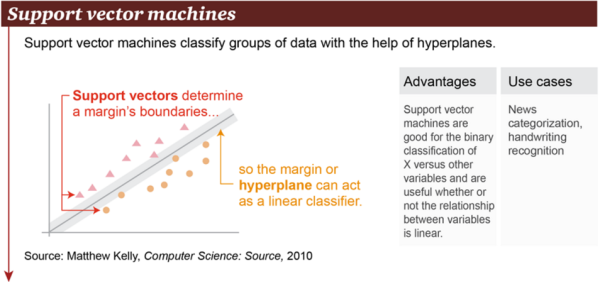 Support vector machines
Support vector machines classify groups of data with the help of hyperplanes.
Support vectors determine
a margin's boundaries...
so the margin or
hyperplane can act
as a linear classifier.
Advantages
Support vector
machines are
good for the binary
classification of
X versus other
variables and are
useful whether or
not the relationship
between variables
is linear.
Use cases
News
categorization,
handwriting
recognition
Source: Matthew Kelly, Computer Science: Source, 2010